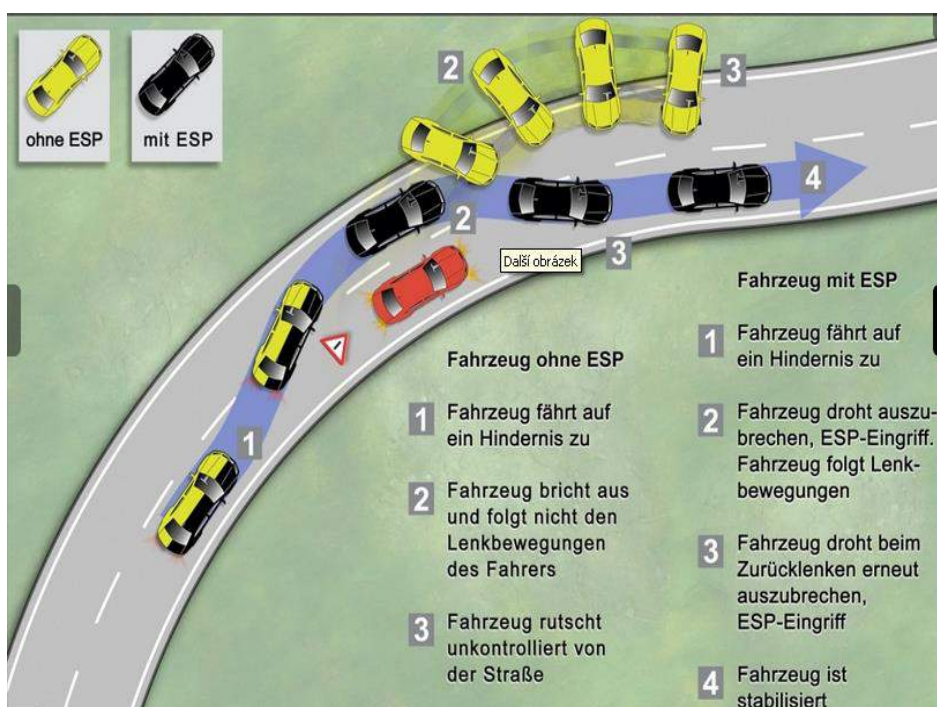 ohne ESP
mit ESP
2
3
4
2
Další obrázek
3
1
Fahrzeug ohne ESP
1 Fahrzeug fährt auf
ein Hindernis zu
2 Fahrzeug bricht aus
und folgt nicht den
Lenkbewegungen
des Fahrers
3 Fahrzeug rutscht
unkontrolliert von
der Straße
Fahrzeug mit ESP
1 Fahrzeug fährt auf
ein Hindernis zu
2 Fahrzeug droht auszu-
brechen, ESP-Eingriff.
Fahrzeug folgt Lenk-
bewegungen
3 Fahrzeug droht beim
Zurücklenken erneut
auszubrechen,
ESP-Eingriff
4 Fahrzeug ist
stabilisiert